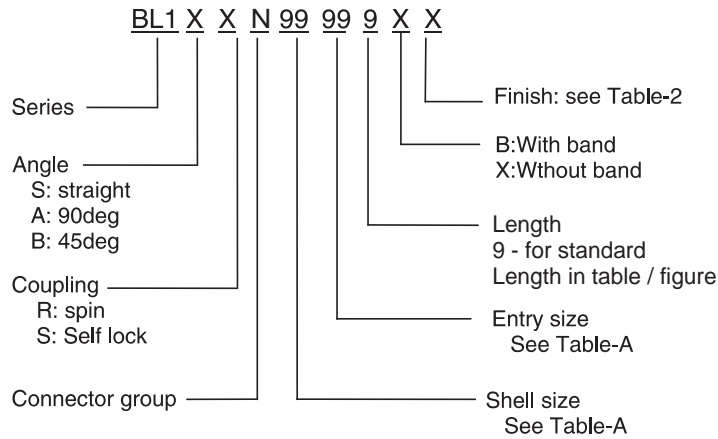 BL1 X X N 99 99 9 X X
Series
Angle
S: straight
A: 90deg
B: 45deg
Coupling
R: spin
S: Self lock
Connector group
Finish: see Table-2
B:With band
X:Wthout band
Length
9 - for standard
Length in table / figure
Entry size
See Table-A
Shell size
See Table-A